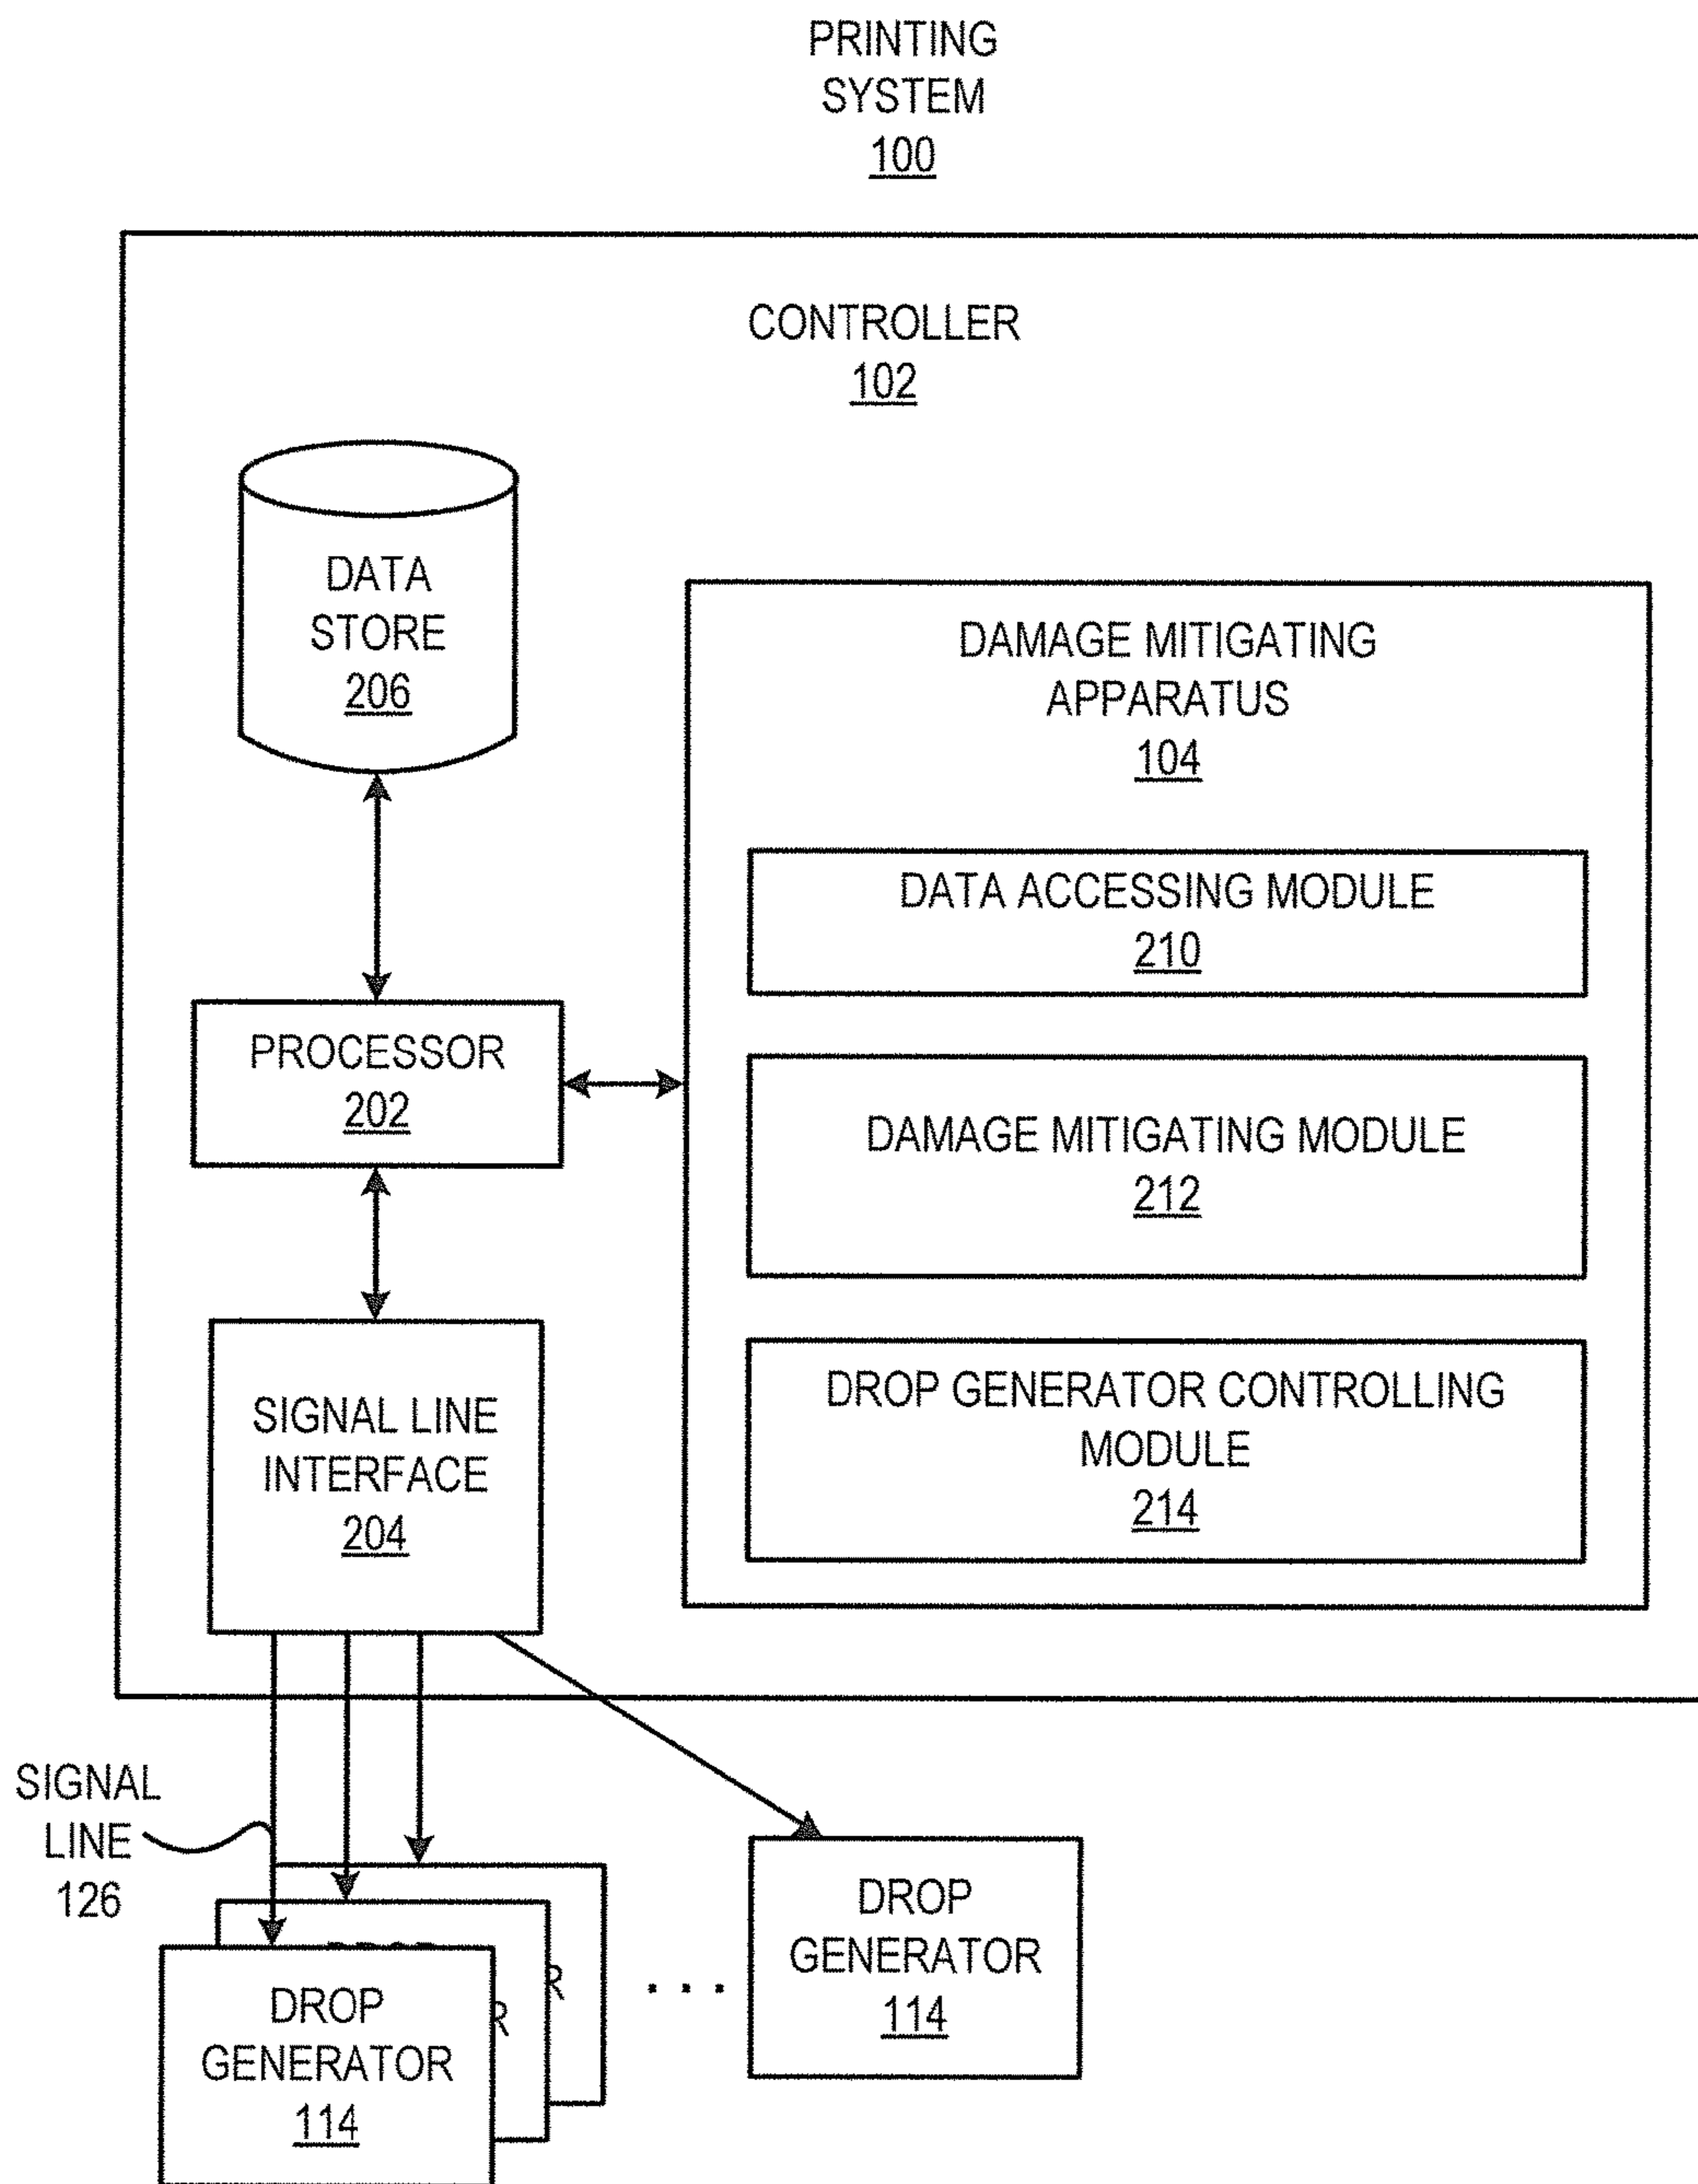 PRINTING
SYSTEM
100
CONTROLLER
102
DATA
STORE
206
DAMAGE MITIGATING
APPARATUS
104
DATA ACCESSING MODULE
210
PROCESSOR
202
DAMAGE MITIGATING MODULE
212
SIGNAL LINE
INTERFACE
204
DROP GENERATOR CONTROLLING
MODULE
214
SIGNAL
LINE
126
DROP
GENERATOR
114
. . .
DROP
GENERATOR
114